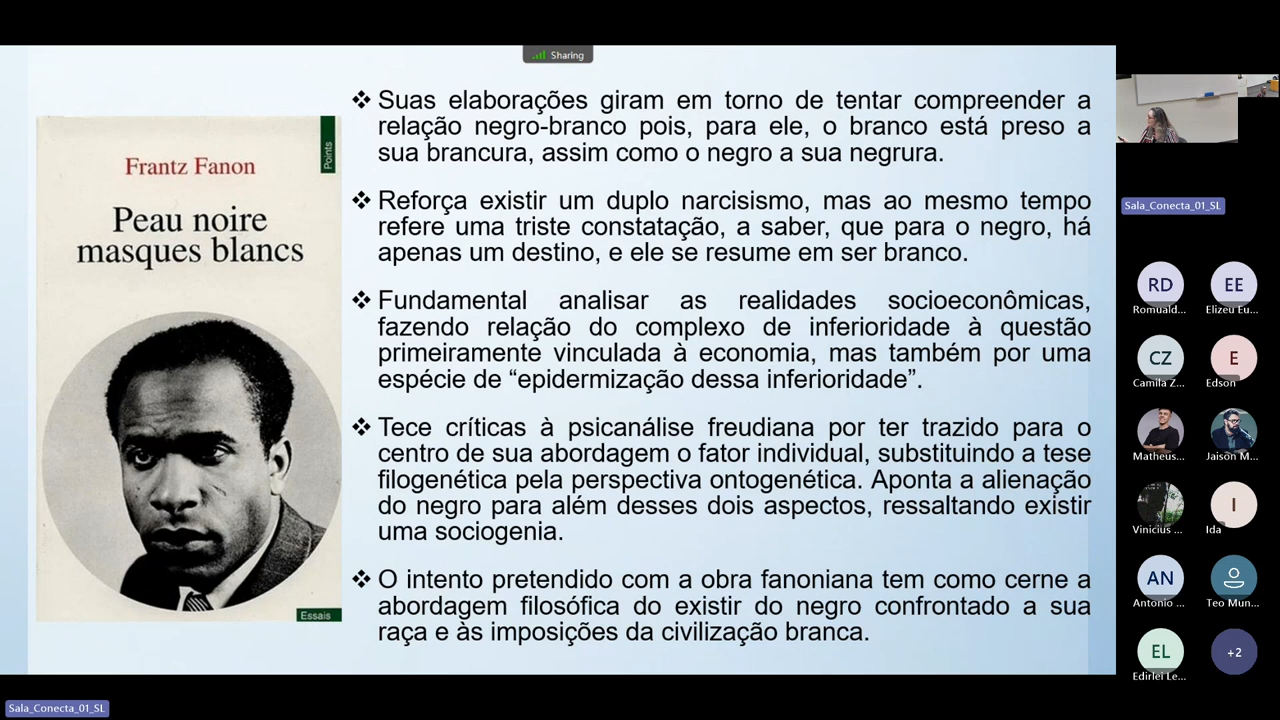 Sharing
Frantz Fanon
Peau noire
masques blancs
Points
Essais
❖ Suas elaborações giram em torno de tentar compreender a
relação negro-branco pois, para ele, o branco está preso a
sua brancura, assim como o negro a sua negrura.
❖ Reforça existir um duplo narcisismo, mas ao mesmo tempo
refere uma triste constatação, a saber, que para o negro, há
apenas um destino, e ele se resume em ser branco.
❖ Fundamental analisar as realidades socioeconômicas,
fazendo relação do complexo de inferioridade à questão
primeiramente vinculada à economia, mas também por uma
espécie de “epidermização dessa inferioridade”.
❖ Tece críticas à psicanálise freudiana por ter trazido para o
centro de sua abordagem o fator individual, substituindo a tese
filogenética pela perspectiva ontogenética. Aponta a alienação
do negro para além desses dois aspectos, ressaltando existir
uma sociogenia.
❖ O intento pretendido com a obra fanoniana tem como cerne a
abordagem filosófica do existir do negro confrontado a sua
raça e às imposições da civilização branca.
Sala_Conecta_01_SL
RD
Romuald...
EE
Elizeu Eu...
CZ
Camila Z...
E
Edson
Matheus...
Jaison M...
Vinicius ...
I
Ida
AN
Antonio ...
Teo Mun...
EL
Edirlei Le...
+2
Sala_Conecta_01_SL